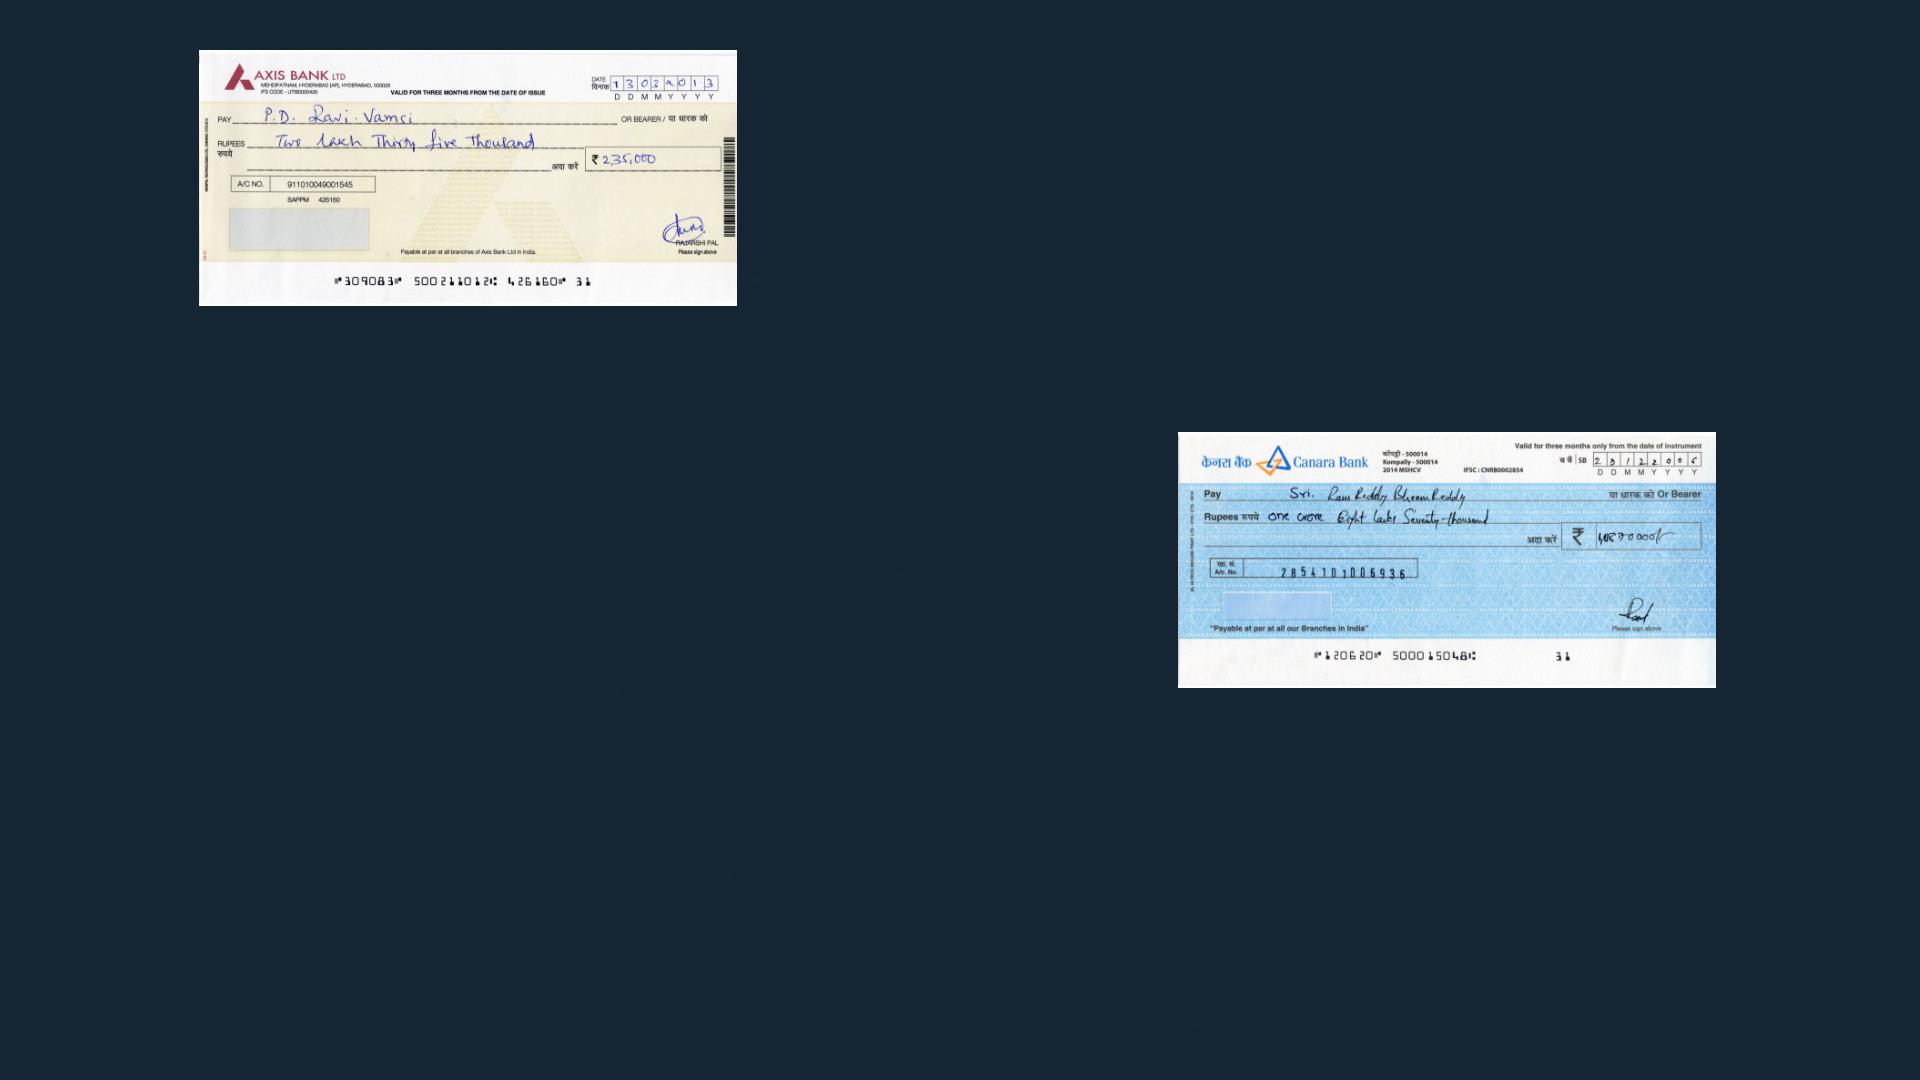 AXIS BANK LTD
MEHDIPATNAM, HYDERABAD [AP], HYDERABAD, 500028
IFS CODE - UTIB0000426
VALID FOR THREE MONTHS FROM THE DATE OF ISSUE
DATE
दिनांक 1 3 0 2 2 0 1 3
D D M M Y Y Y Y
PAY P.D. Ravi Vamsi OR BEARER / या धारक को
RUPEES Two lakh Thirty five Thousand
रुपये
अदा करें ₹ 235,000
A/C NO. 911010049001545
SAPPM 426160
RAJARSHI PAL
Payable at par at all branches of Axis Bank Ltd in India.
Please sign above
⑈309083⑈ 500211012⑆ 426160⑈ 31
Valid for three months only from the date of instrument
केनरा बैंक Canara Bank
कोंपल्ली - 500014
Kompally - 500014
2014 MSHCV
IFSC : CNRB0002854
ब बैं SB 2 3 1 2 2 0 0 5
D D M M Y Y Y Y
Pay Sri. Ram Reddy Bheem Reddy या धारक को Or Bearer
Rupees रुपये One crore Eight lacks Seventy-thousand
अदा करें ₹ 1,0870000/-
खा. सं.
A/c. No. 2854101006936
"Payable at par at all our Branches in India"
Please sign above
⑈120620⑈ 500015048⑆ 31